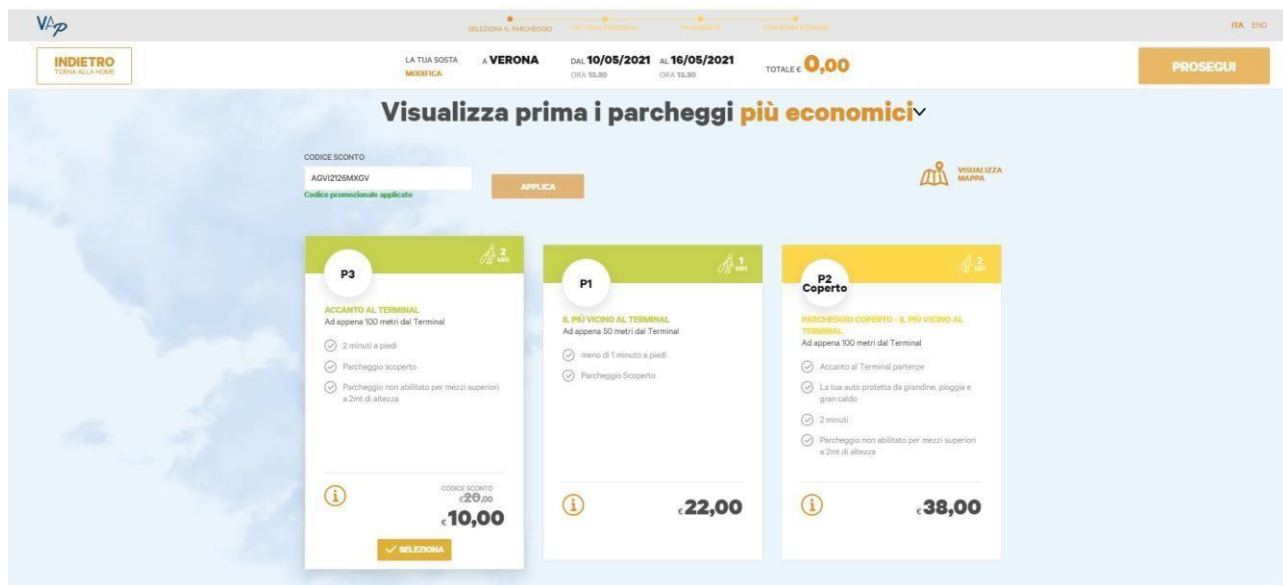 VAP
SELEZIONA IL PARCHEGGIO
DETTAGLI PERSONALI
PAGAMENTO
ITA ENG
INDIETRO
TORNA ALLA HOME
LA TUA SOSTA
MODIFICA
A VERONA
DAL 10/05/2021
ORA 13.30
AL 16/05/2021
ORA 13.30
TOTALE € 0,00
PROSEGUI
Visualizza prima i parcheggi più economici
CODICE SCONTO
AGVI2126MXGV
Codice promozionale applicato
APPLICA
VISUALIZZA
MAPPA
P3
2
MIN
ACCANTO AL TERMINAL
Ad appena 100 metri dal Terminal
2 minuti a piedi
Parcheggio scoperto
Parcheggio non abilitato per mezzi superiori
a 2mt di altezza
CODICE SCONTO
€20,00
€10,00
SELEZIONA
P1
1
MIN
IL PIÙ VICINO AL TERMINAL
Ad appena 50 metri dal Terminal
meno di 1 minuto a piedi
Parcheggio Scoperto
€22,00
P2
Coperto
2
MIN
PARCHEGGIO COPERTO - IL PIÙ VICINO AL
TERMINAL
Ad appena 100 metri dal Terminal
Accanto al Terminal partenze
La tua auto protetta da grandine, pioggia e
gran caldo
2 minuti
Parcheggio non abilitato per mezzi superiori
a 2mt di altezza
€38,00